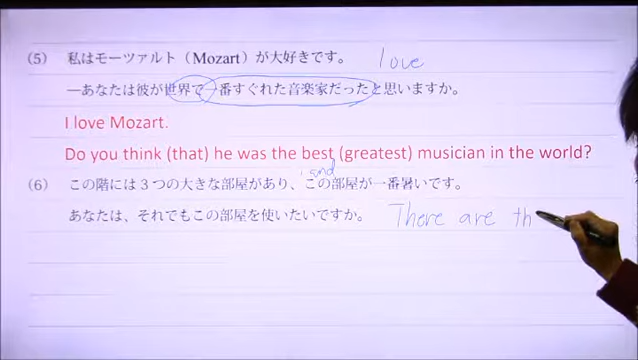 (5) 私はモーツァルト(Mozart)が大好きです。 love
―あなたは彼が世界で一番すぐれた音楽家だったと思いますか。
I love Mozart.
Do you think (that) he was the best (greatest) musician in the world?
and
(6) この階には3つの大きな部屋があり、この部屋が一番暑いです。
あなたは、それでもこの部屋を使いたいですか。 There are th